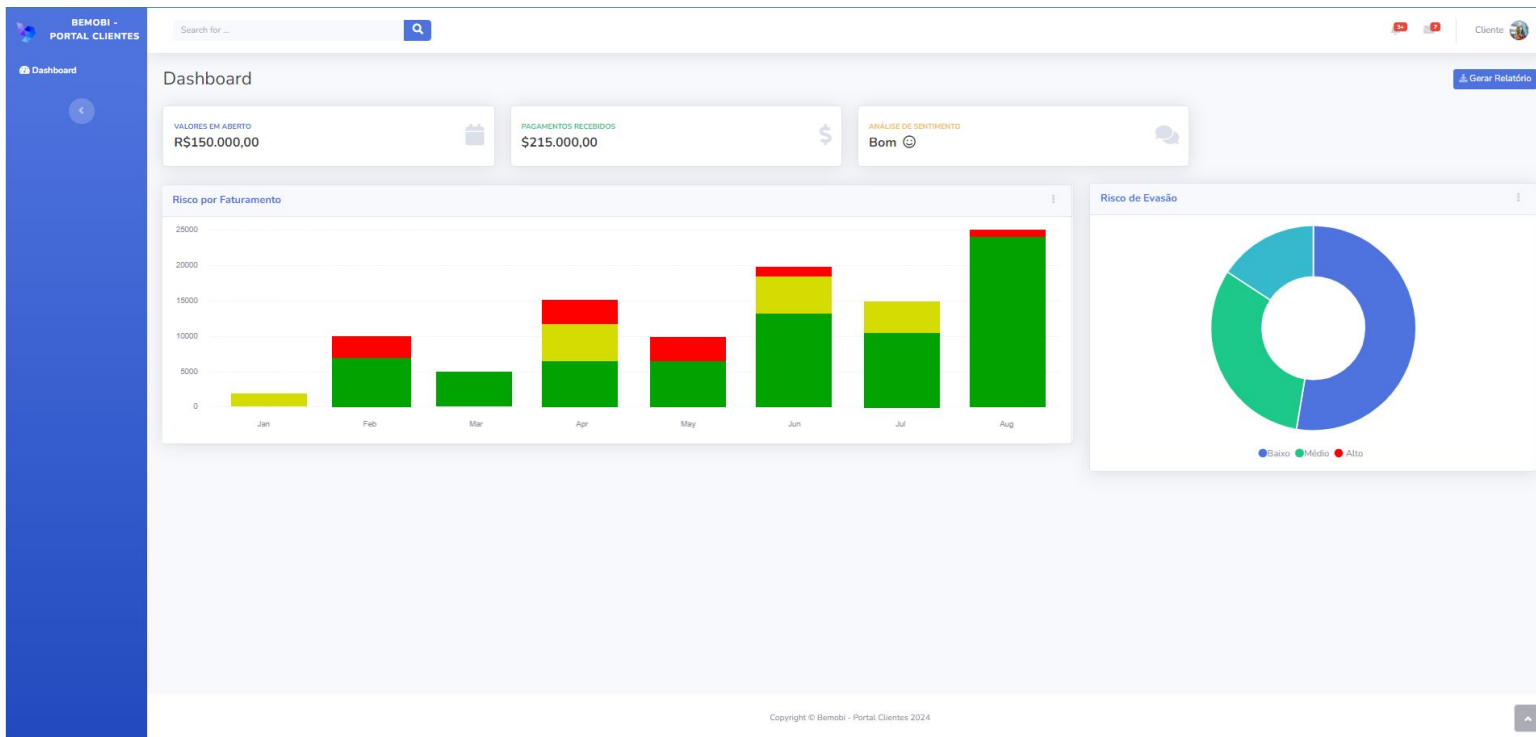 BEMOBI -
PORTAL CLIENTES
Search for ...
3+
7
Cliente
Dashboard
Dashboard
Gerar Relatório
VALORES EM ABERTO
R$150.000,00
PAGAMENTOS RECEBIDOS
$215.000,00
ANÁLISE DE SENTIMENTO
Bom
Risco por Faturamento
25000
20000
15000
10000
5000
0
Jan Feb Mar Apr May Jun Jul Aug
Risco de Evasão
Baixo Médio Alto
Copyright © Bemobi - Portal Clientes 2024